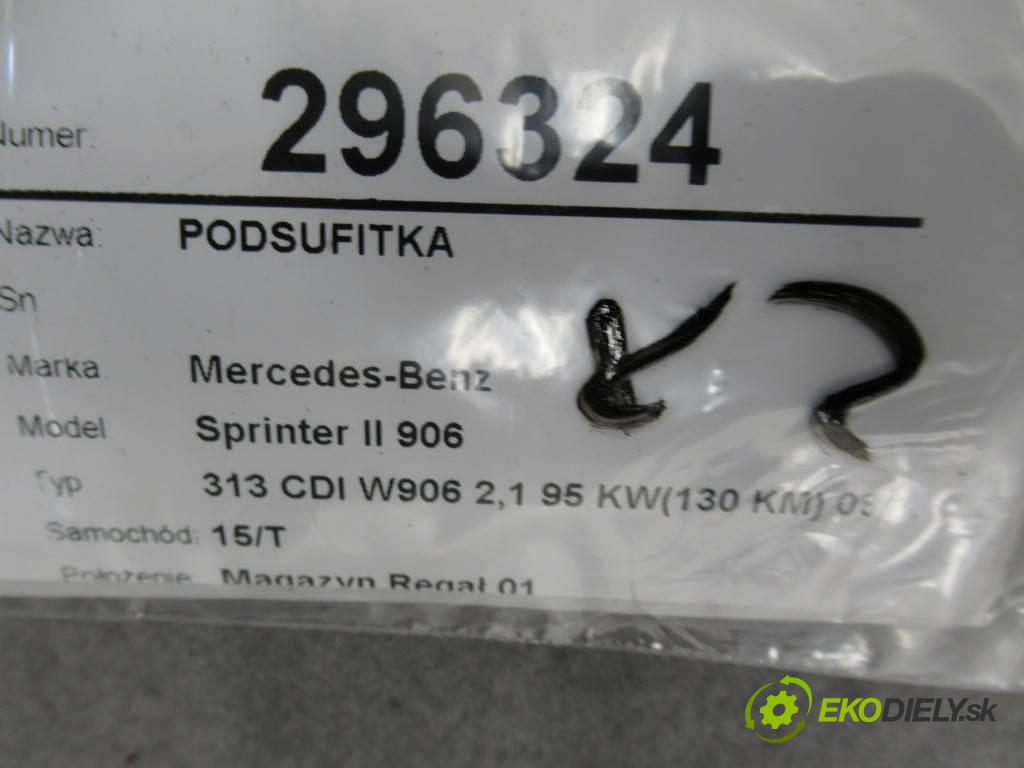 Numer: 296324
Nazwa: PODSUFITKA
Sn
Marka Mercedes-Benz
Model Sprinter II 906
Typ 313 CDI W906 2,1 95 KW(130 KM)
Samochód: 15/T
Położenie Magazyn Regał 01
EKODIELY.sk